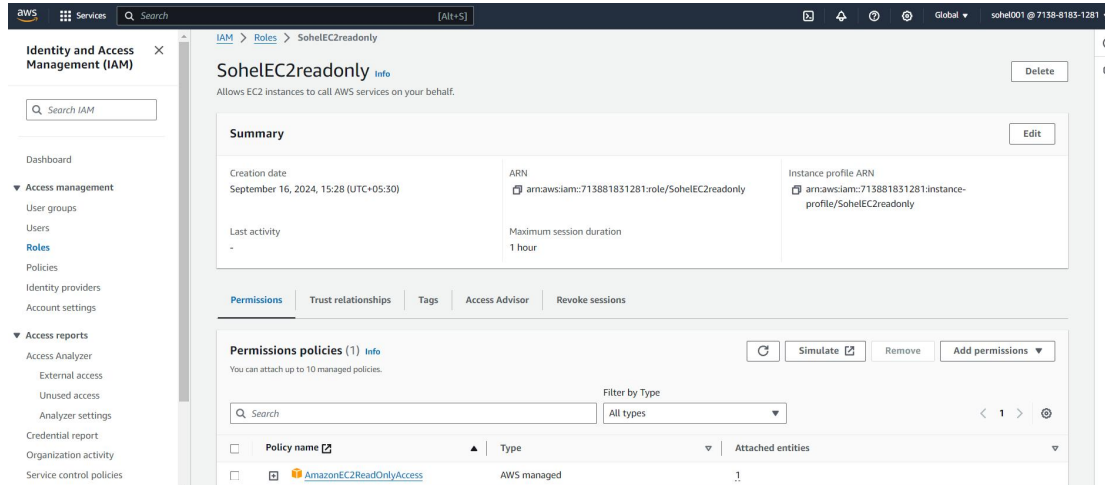 aws Services Search [Alt+S] Global sohel001 @ 7138-8183-1281
Identity and Access Management (IAM)
Search IAM
Dashboard
Access management
User groups
Users
Roles
Policies
Identity providers
Account settings
Access reports
Access Analyzer
External access
Unused access
Analyzer settings
Credential report
Organization activity
Service control policies
IAM > Roles > SohelEC2readonly
SohelEC2readonly Info
Delete
Allows EC2 instances to call AWS services on your behalf.
Summary
Edit
Creation date
September 16, 2024, 15:28 (UTC+05:30)
ARN
arn:aws:iam::713881831281:role/SohelEC2readonly
Instance profile ARN
arn:aws:iam::713881831281:instance-
profile/SohelEC2readonly
Last activity
-
Maximum session duration
1 hour
Permissions Trust relationships Tags Access Advisor Revoke sessions
Permissions policies (1) Info
Simulate Remove Add permissions
You can attach up to 10 managed policies.
Filter by Type
Search All types < 1 >
Policy name Type Attached entities
AmazonEC2ReadOnlyAccess AWS managed 1